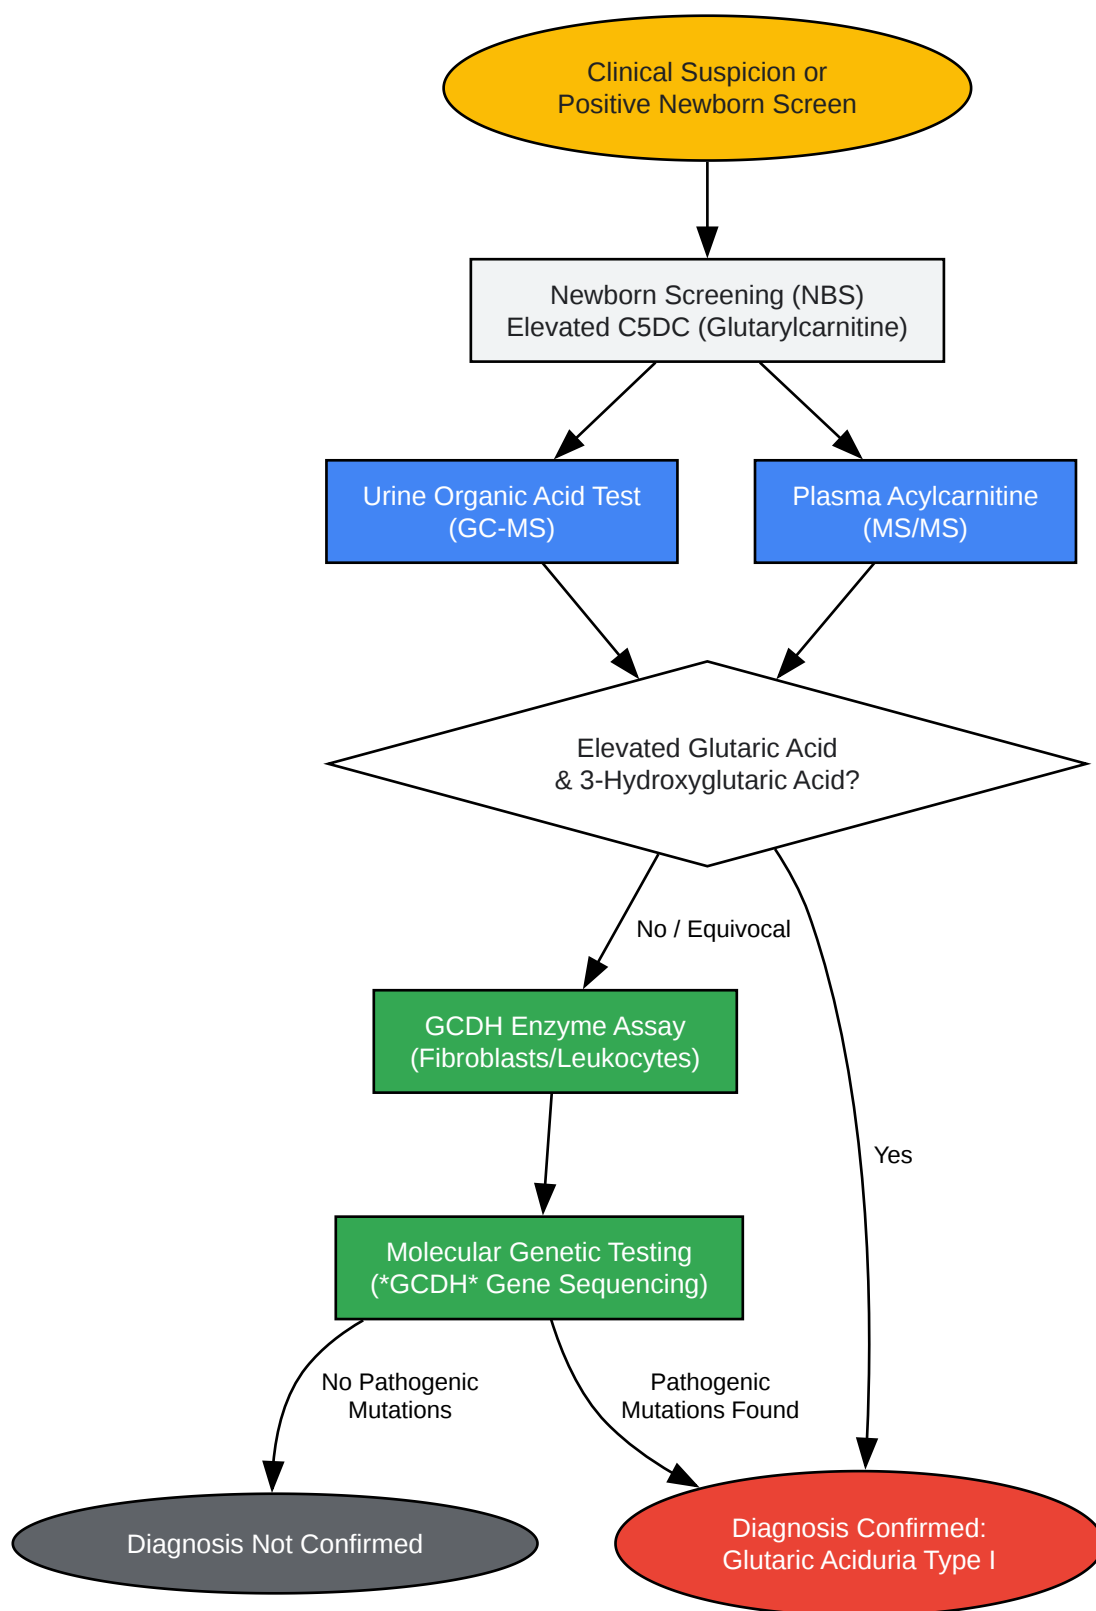 Clinical Suspicion or
Positive Newborn Screen
Newborn Screening (NBS)
Elevated C5DC (Glutarylcarnitine)
Urine Organic Acid Test
(GC-MS)
Plasma Acylcarnitine
(MS/MS)
Elevated Glutaric Acid
& 3-Hydroxyglutaric Acid?
No / Equivocal
GCDH Enzyme Assay
(Fibroblasts/Leukocytes)
Yes
Molecular Genetic Testing
(*GCDH* Gene Sequencing)
No Pathogenic
Mutations
Pathogenic
Mutations Found
Diagnosis Not Confirmed
Diagnosis Confirmed:
Glutaric Aciduria Type I